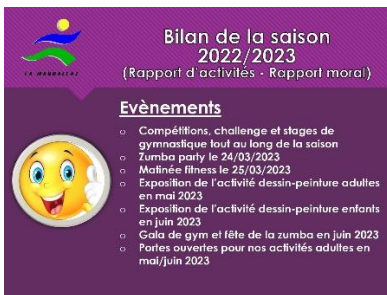 Bilan de la saison
2022/2023
(Rapport d'activités - Rapport moral)
LA MANDALLAZ
Evènements
o Compétitions, challenge et stages de
gymnastique tout au long de la saison
o Zumba party le 24/03/2023
o Matinée fitness le 25/03/2023
o Exposition de l'activité dessin-peinture adultes
en mai 2023
o Exposition de l'activité dessin-peinture enfants
en juin 2023
o Gala de gym et fête de la zumba en juin 2023
o Portes ouvertes pour nos activités adultes en
mai/juin 2023